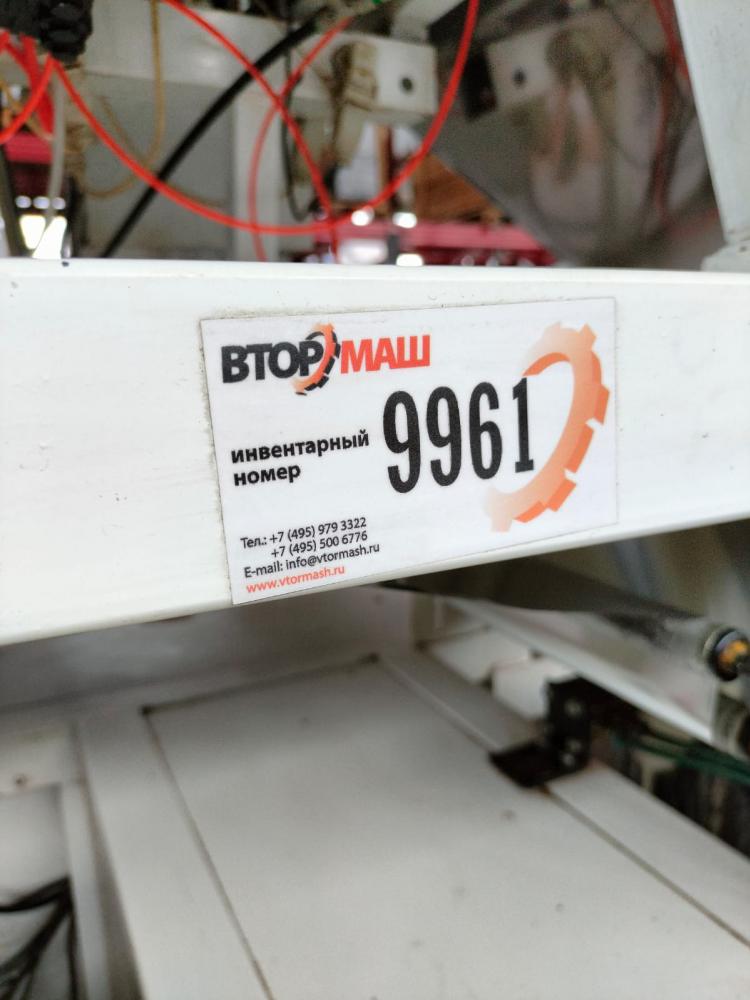 ВТОРМАШ
инвентарный
номер
9961
Тел.: +7 (495) 979 3322
+7 (495) 500 6776
E-mail: info@vtormash.ru
www.vtormash.ru